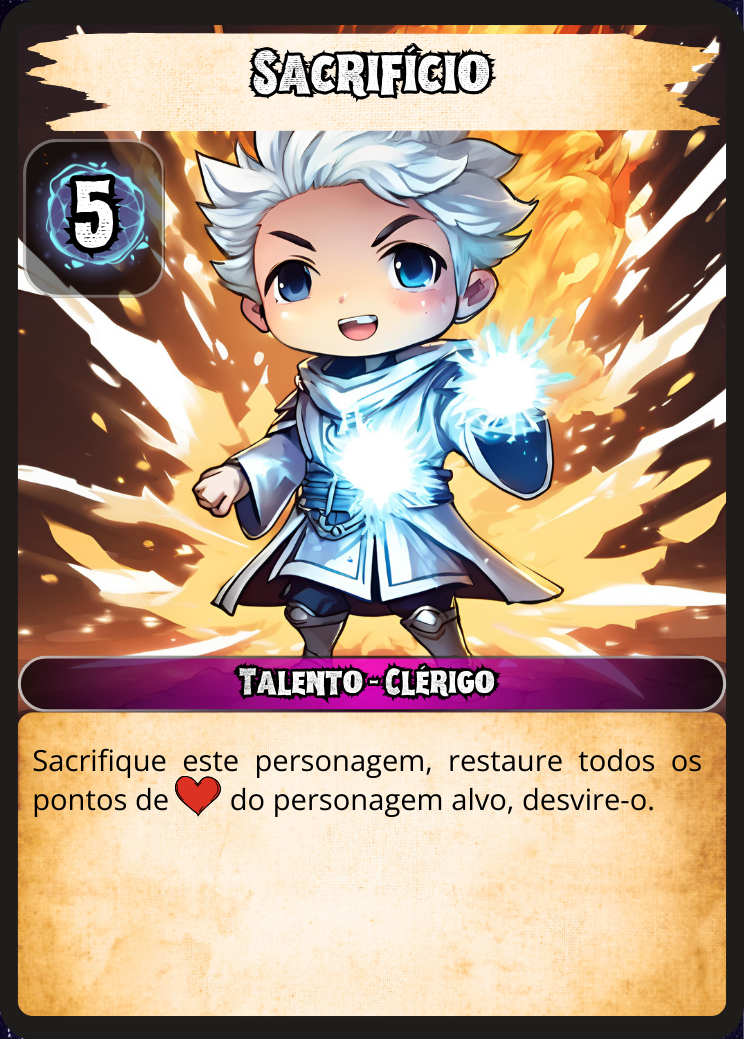 Sacrifício
5
Talento - Clérigo
Sacrifique este personagem, restaure todos os
pontos de do personagem alvo, desvire-o.